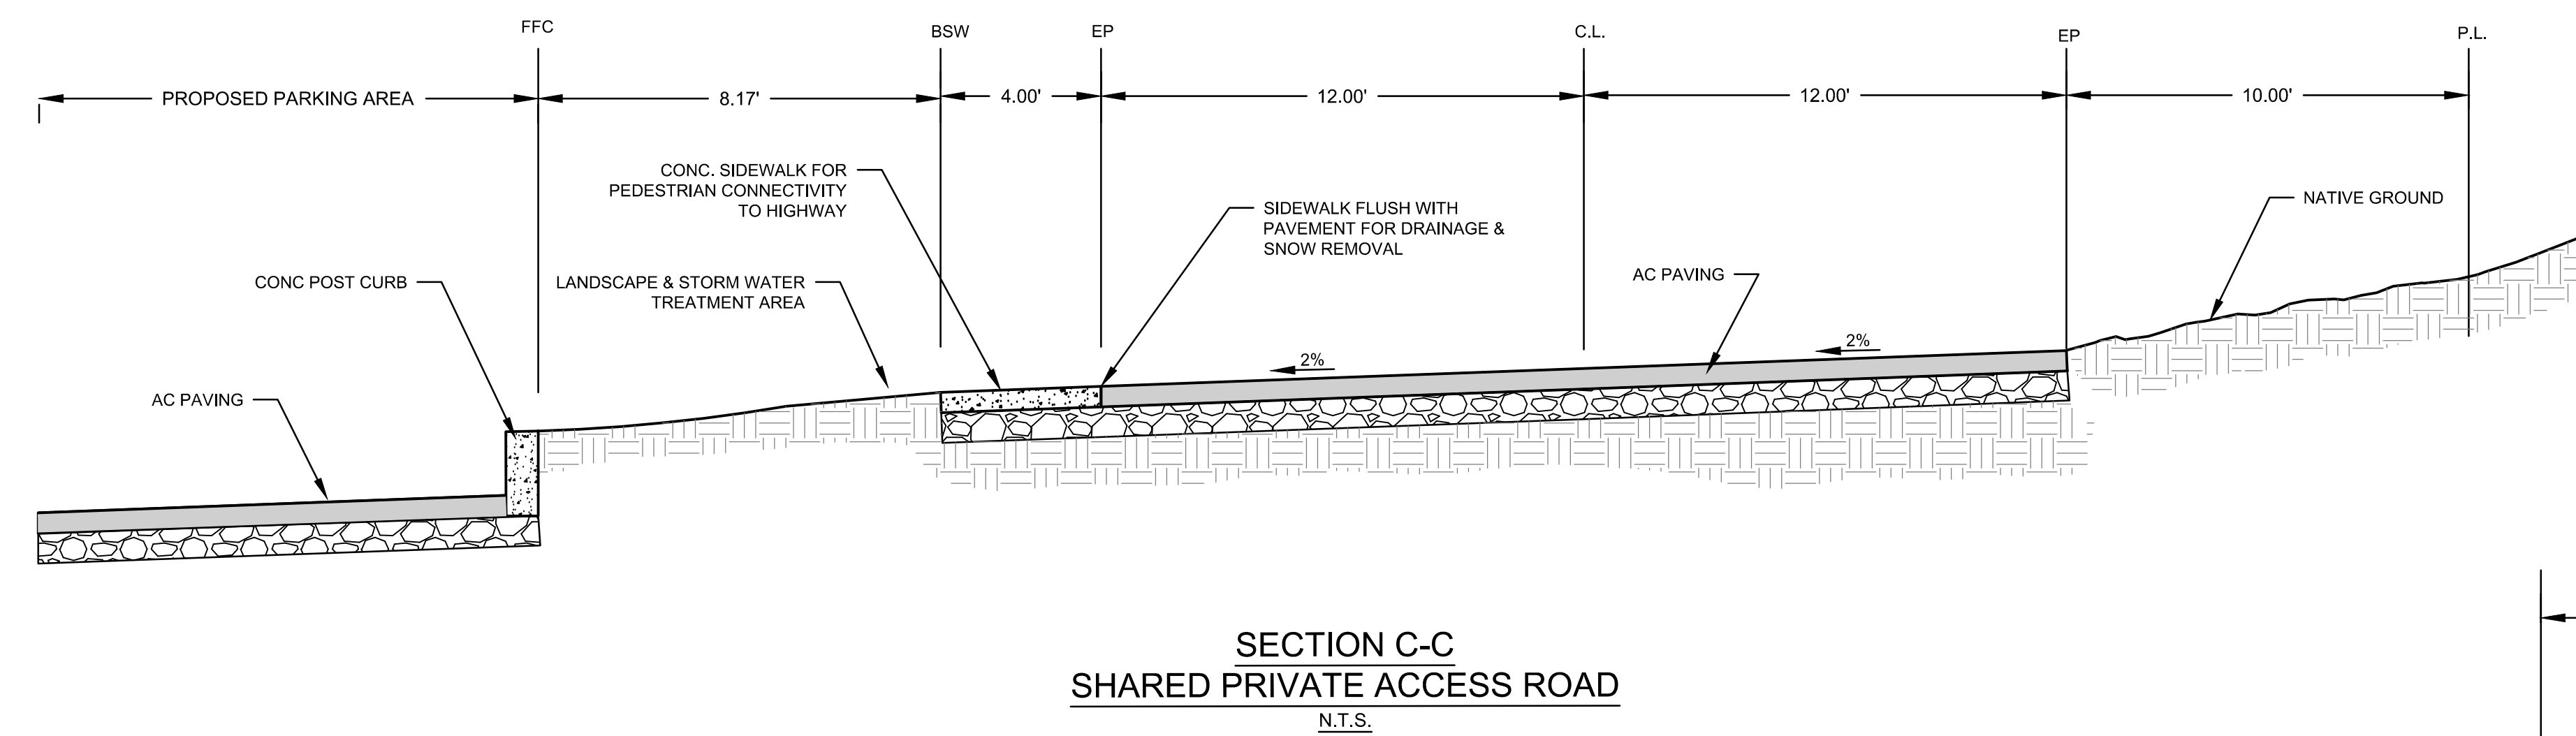 FFC
BSW
EP
C.L.
EP
P.L.
PROPOSED PARKING AREA
8.17'
4.00'
12.00'
12.00'
10.00'
CONC. SIDEWALK FOR
PEDESTRIAN CONNECTIVITY
TO HIGHWAY
SIDEWALK FLUSH WITH
PAVEMENT FOR DRAINAGE &
SNOW REMOVAL
NATIVE GROUND
CONC POST CURB
LANDSCAPE & STORM WATER
TREATMENT AREA
AC PAVING
2%
2%
AC PAVING
SECTION C-C
SHARED PRIVATE ACCESS ROAD
N.T.S.